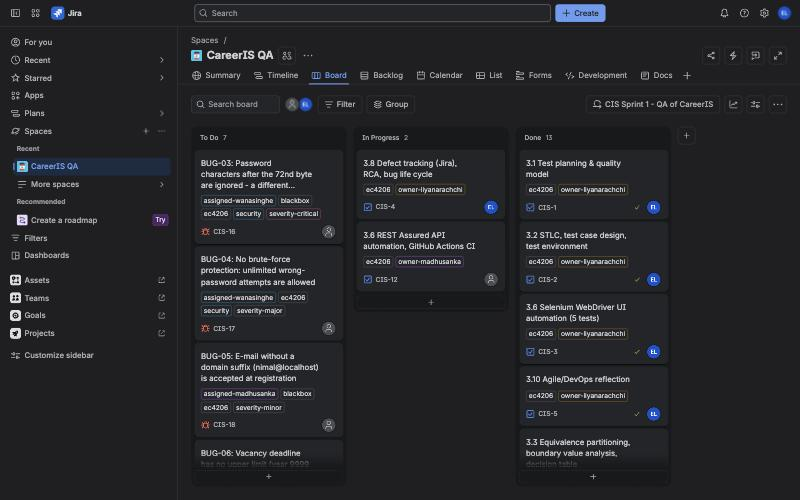 Jira
Search
Create
EL
For you
Recent
Starred
Apps
Plans
Spaces
Recent
CareerIS QA
More spaces
Recommended
Create a roadmap
Try
Filters
Dashboards
Assets
Teams
Goals
Projects
Customize sidebar
Spaces /
CareerIS QA
Summary
Timeline
Board
Backlog
Calendar
List
Forms
Development
Docs
Search board
EL
Filter
Group
CIS Sprint 1 - QA of CareerIS
To Do 7
BUG-03: Password
characters after the 72nd byte
are ignored - a different...
assigned-wanasinghe blackbox
ec4206 security severity-critical
CIS-16
BUG-04: No brute-force
protection: unlimited wrong-
password attempts are allowed
assigned-wanasinghe ec4206
security severity-major
CIS-17
BUG-05: E-mail without a
domain suffix (nimal@localhost)
is accepted at registration
assigned-madhusanka blackbox
ec4206 severity-minor
CIS-18
BUG-06: Vacancy deadline
has no upper limit (year 9999
In Progress 2
3.8 Defect tracking (Jira),
RCA, bug life cycle
ec4206 owner-liyanarachchi
CIS-4 EL
3.6 REST Assured API
automation, GitHub Actions CI
ec4206 owner-madhusanka
CIS-12
Done 13
3.1 Test planning & quality
model
ec4206 owner-liyanarachchi
CIS-1 EL
3.2 STLC, test case design,
test environment
ec4206 owner-liyanarachchi
CIS-2 EL
3.6 Selenium WebDriver UI
automation (5 tests)
ec4206 owner-liyanarachchi
CIS-3 EL
3.10 Agile/DevOps reflection
ec4206 owner-liyanarachchi
CIS-5 EL
3.3 Equivalence partitioning,
boundary value analysis,
decision table